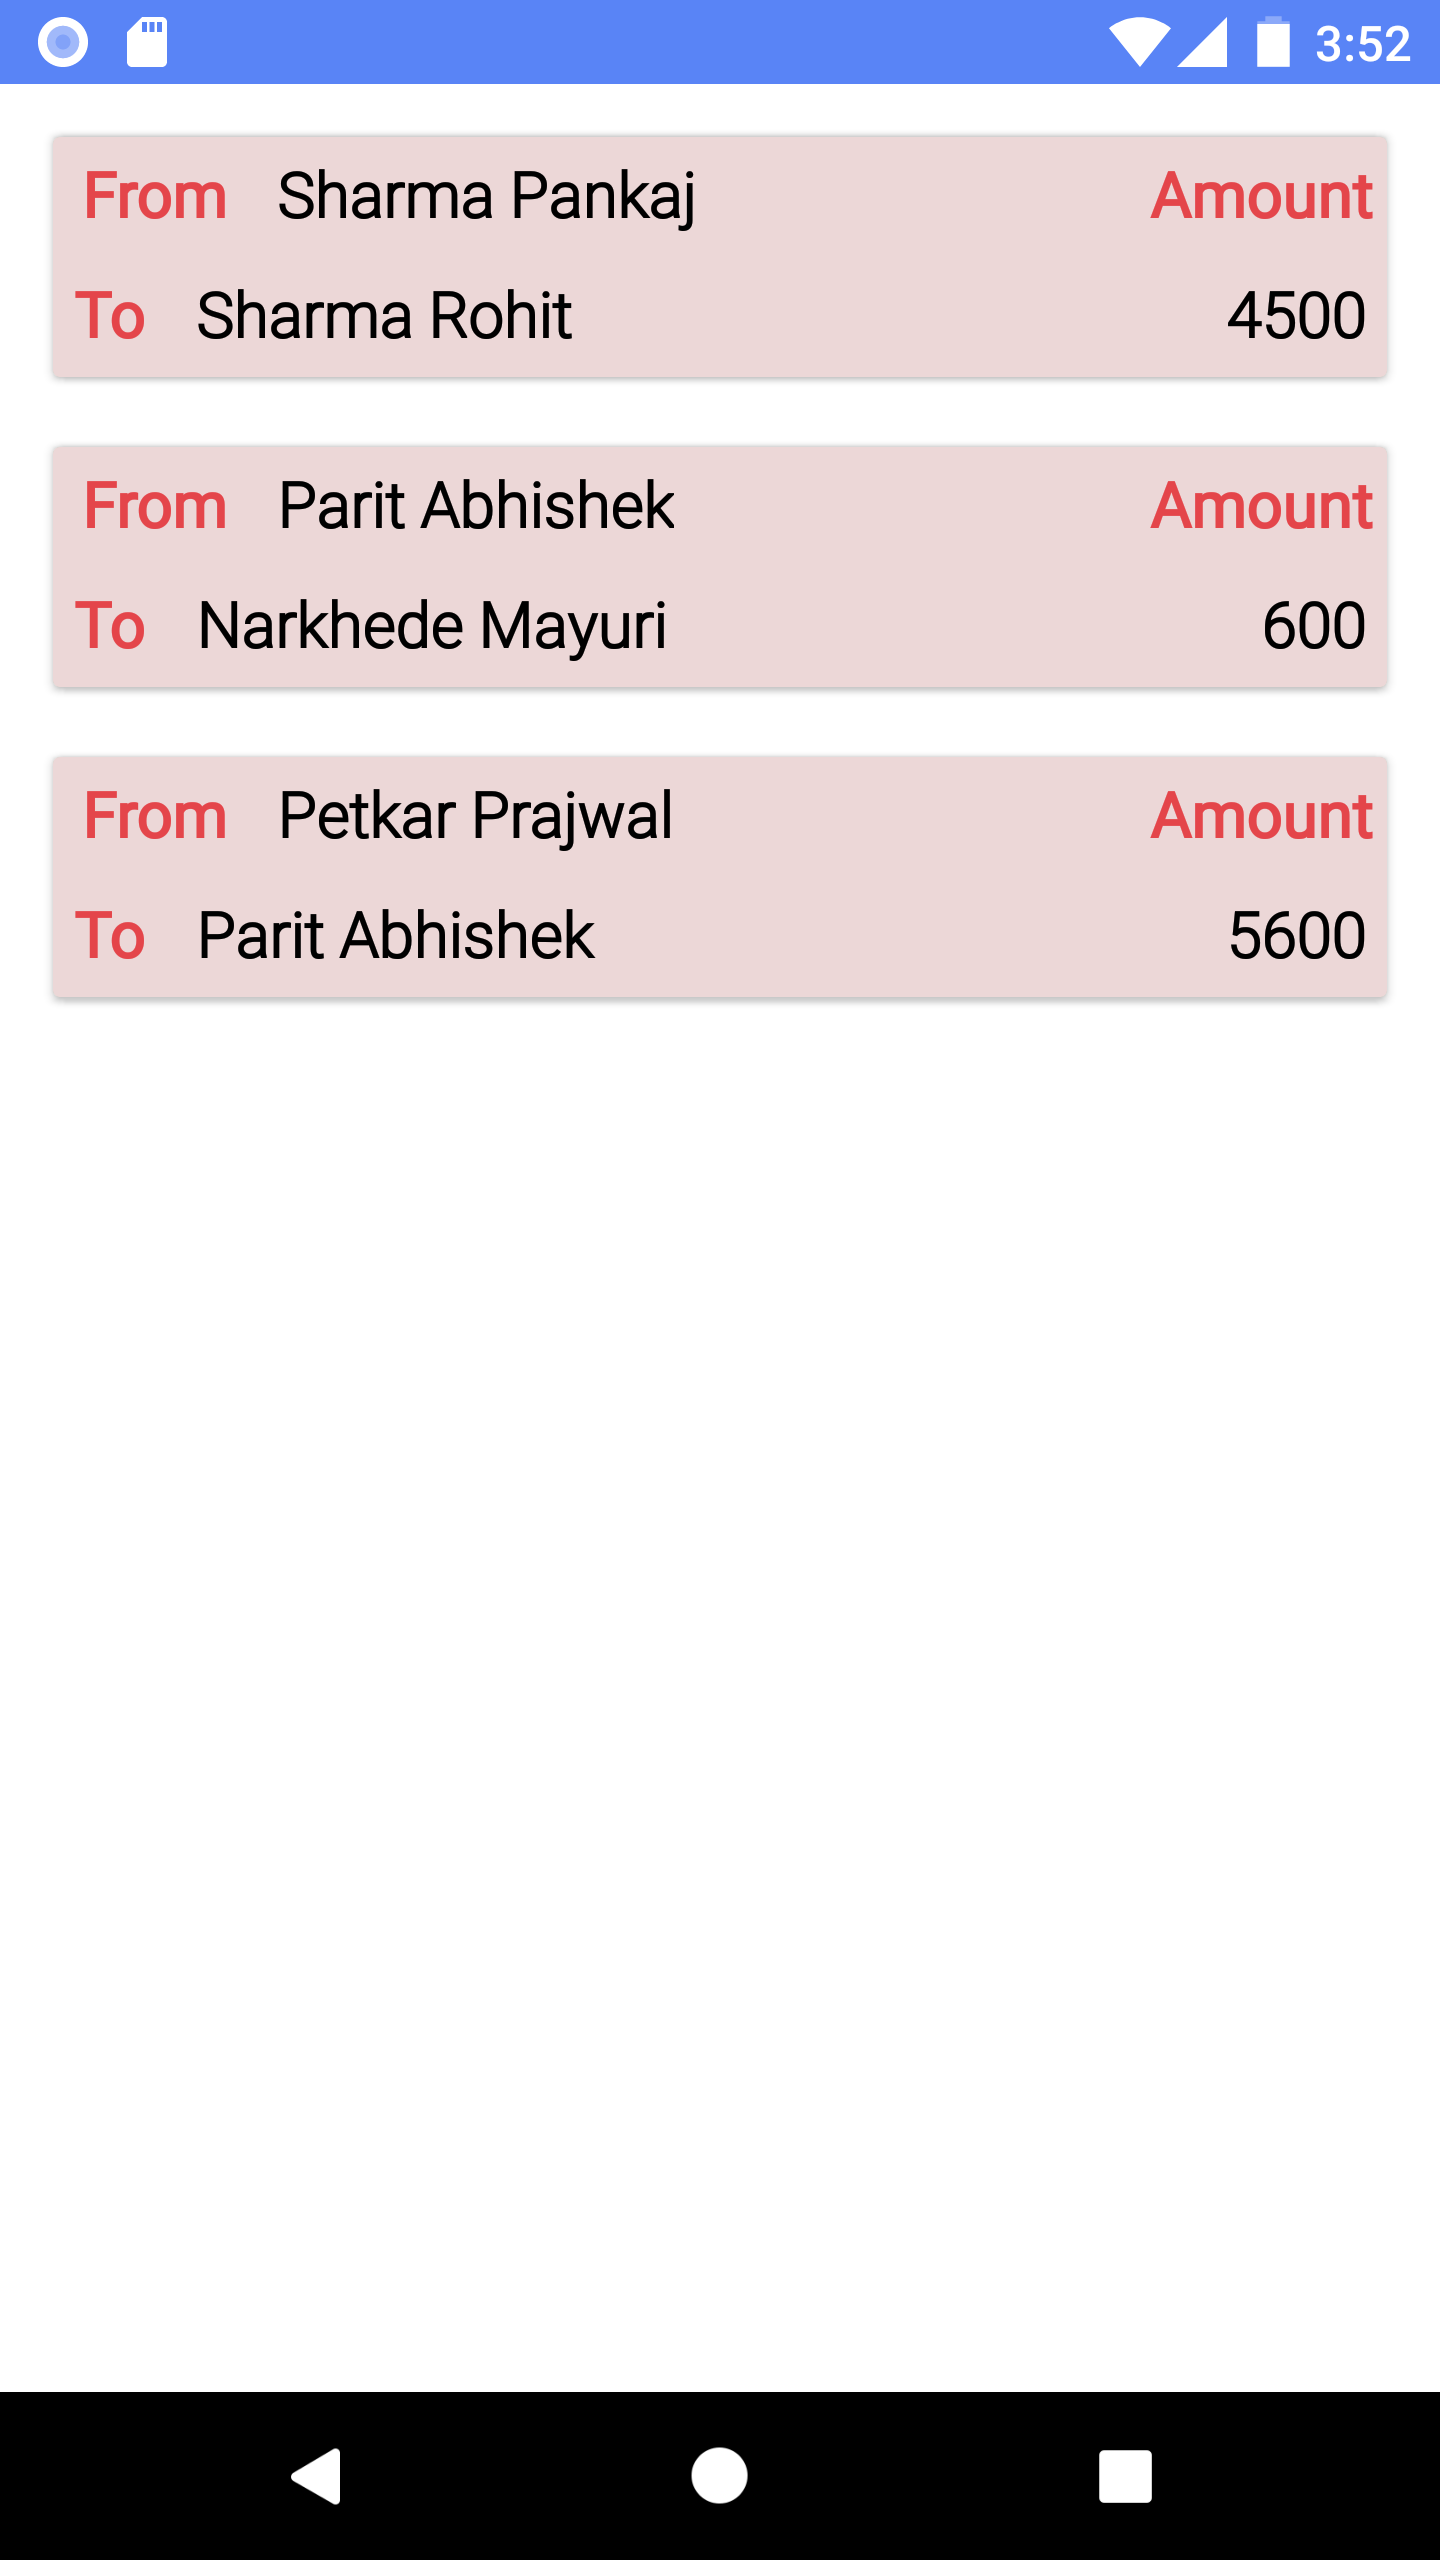 3:52
From Sharma Pankaj Amount
To Sharma Rohit 4500
From Parit Abhishek Amount
To Narkhede Mayuri 600
From Petkar Prajwal Amount
To Parit Abhishek 5600